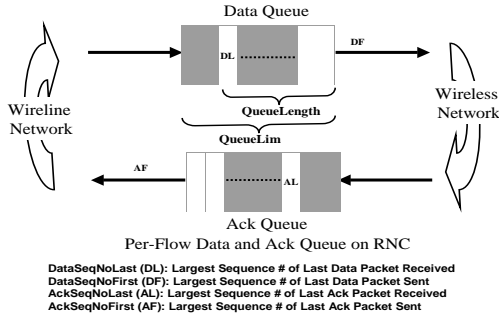 Data Queue
DL
DF
Wireline
Network
Wireless
Network
QueueLength
QueueLim
AF
AL
Ack Queue
Per-Flow Data and Ack Queue on RNC
DataSeqNoLast (DL): Largest Sequence # of Last Data Packet Received
DataSeqNoFirst (DF): Largest Sequence # of Last Data Packet Sent
AckSeqNoLast (AL): Largest Sequence # of Last Ack Packet Received
AckSeqNoFirst (AF): Largest Sequence # of Last Ack Packet Sent